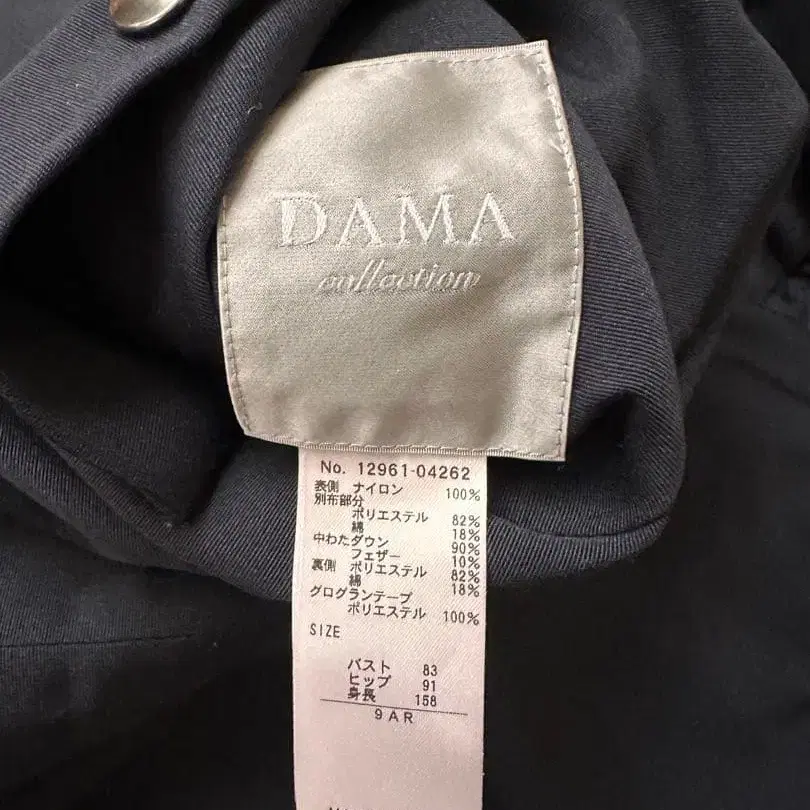 DAMA
collection
No. 12961-04262
表側 ナイロン 100%
別布部分
ポリエステル 82%
綿 18%
中わたダウン 90%
フェザー 10%
裏側 ポリエステル 82%
綿 18%
グログランテープ
ポリエステル 100%
SIZE
バスト 83
ヒップ 91
身長 158
9AR